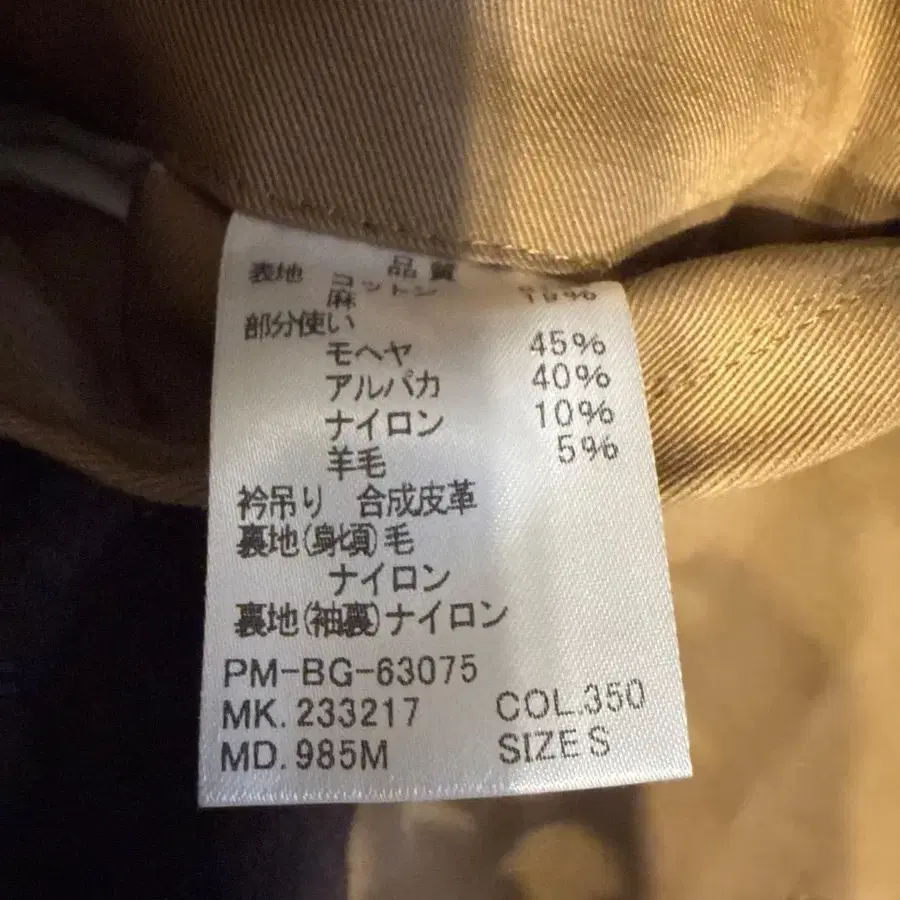 品質
表地 コットン
麻
部分使い
モヘヤ 45%
アルパカ 40%
ナイロン 10%
羊毛 5%
衿吊り 合成皮革
裏地(身頃)毛
ナイロン
裏地(袖裏)ナイロン
PM-BG-63075
MK. 233217 COL.350
MD. 985M SIZE S